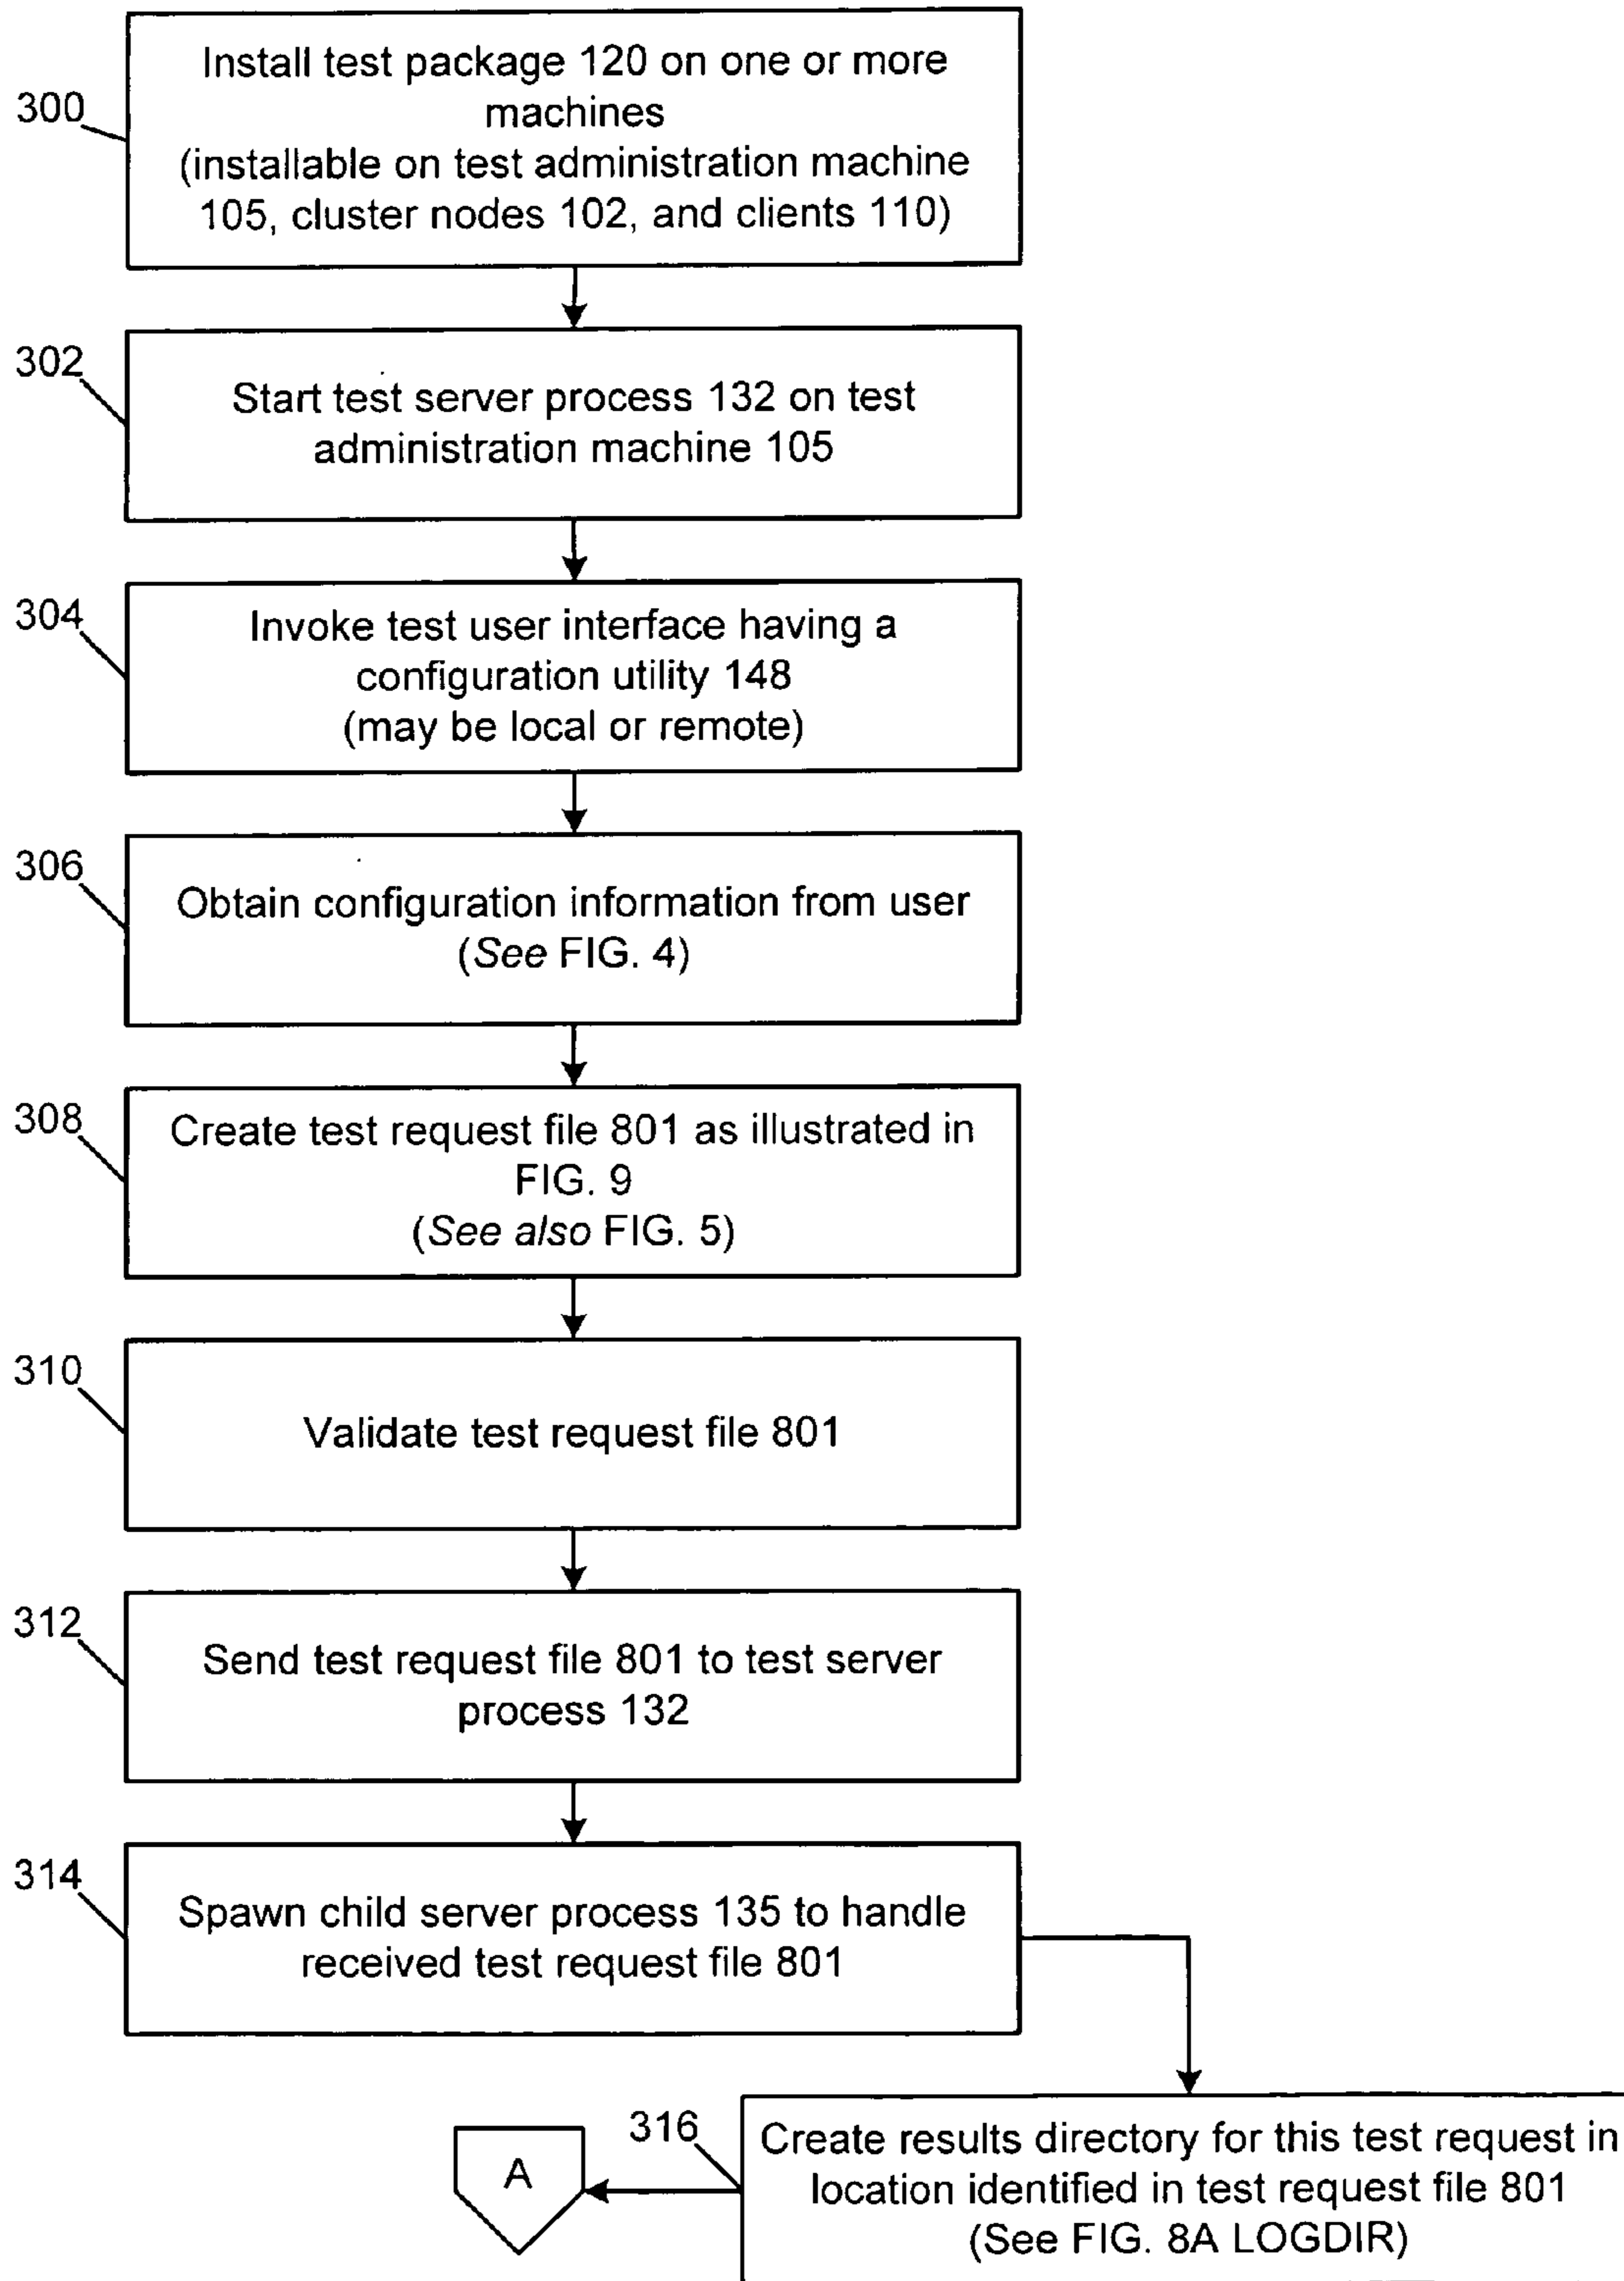 300
Install test package 120 on one or more
machines
(installable on test administration machine
105, cluster nodes 102, and clients 110)
302
Start test server process 132 on test
administration machine 105
304
Invoke test user interface having a
configuration utility 148
(may be local or remote)
306
Obtain configuration information from user
(See FIG. 4)
308
Create test request file 801 as illustrated in
FIG. 9
(See also FIG. 5)
310
Validate test request file 801
312
Send test request file 801 to test server
process 132
314
Spawn child server process 135 to handle
received test request file 801
316
Create results directory for this test request in
location identified in test request file 801
(See FIG. 8A LOGDIR)
A